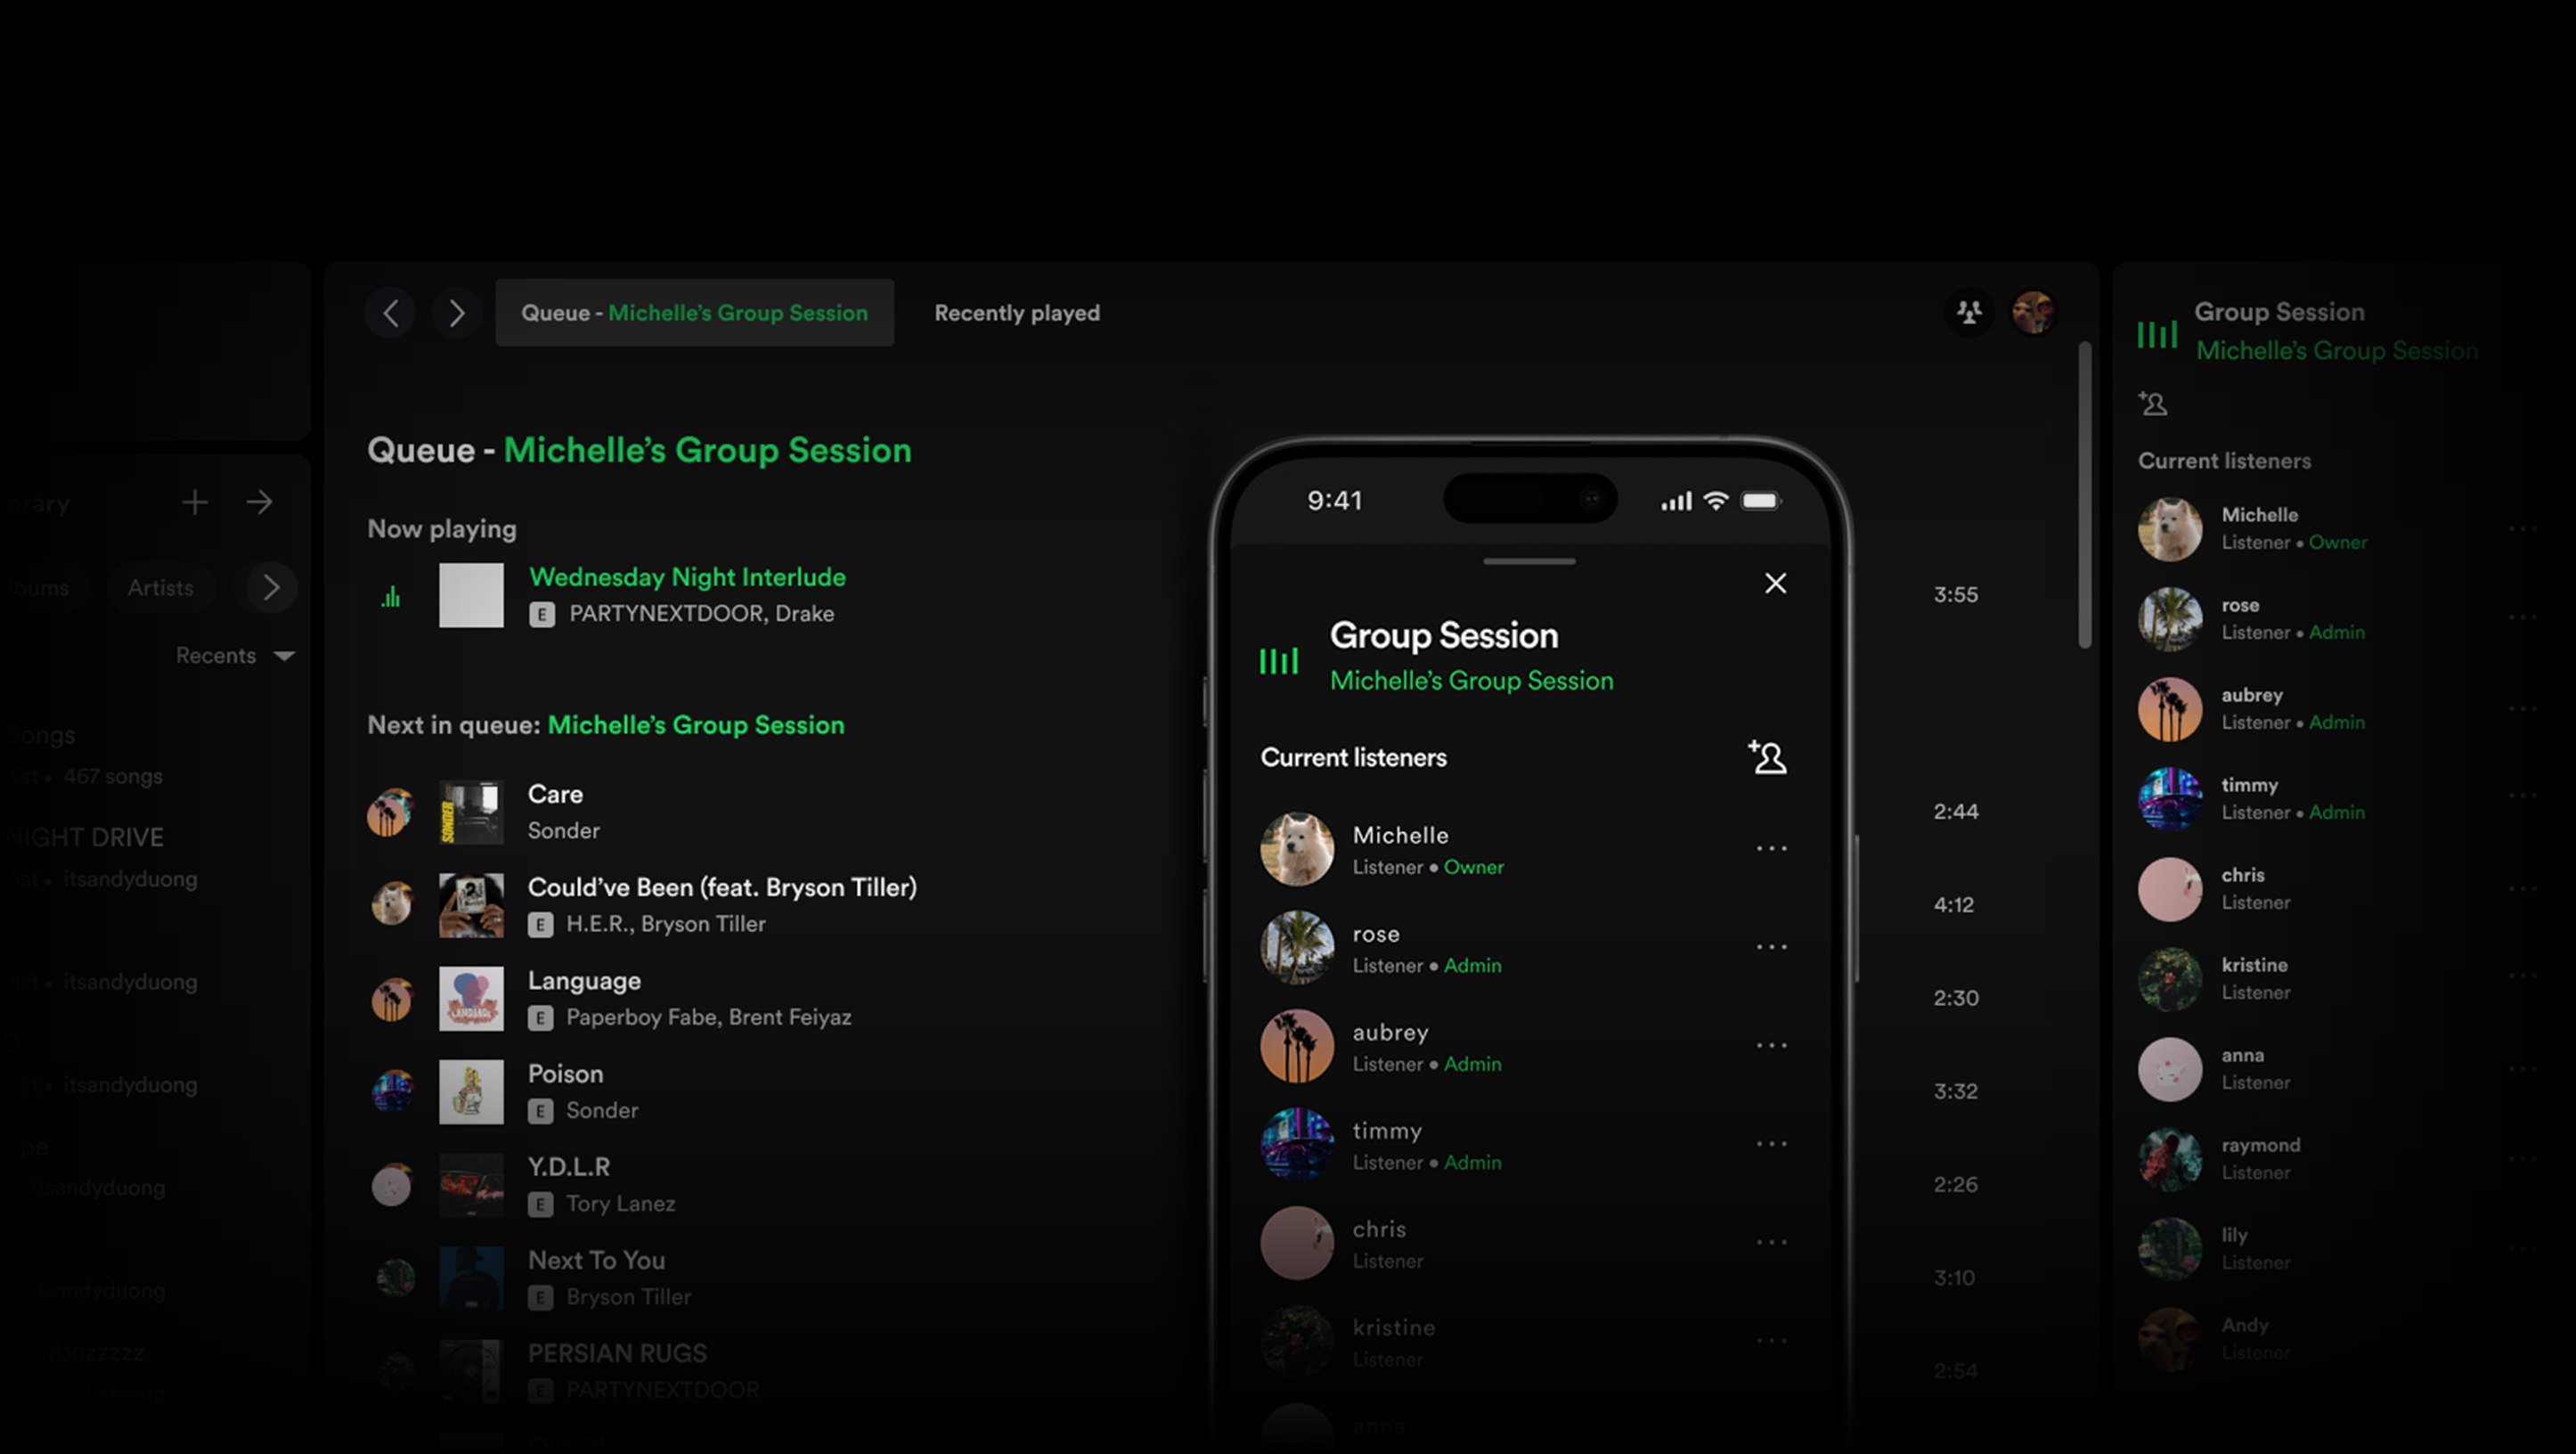 Songs
• 467 songs
NIGHT DRIVE
• itsandyduong
• itsandyduong
• itsandyduong
itsandyduong
Artists
Recents
Queue - Michelle's Group Session
Recently played
Queue - Michelle's Group Session
Now playing
Wednesday Night Interlude
E PARTYNEXTDOOR, Drake
3:55
Next in queue: Michelle's Group Session
Care
Sonder
2:44
SONDER
Could've Been (feat. Bryson Tiller)
E H.E.R., Bryson Tiller
4:12
Language
E Paperboy Fabe, Brent Feiyaz
2:30
LANGUAGE
Poison
E Sonder
3:32
Y.D.L.R
E Tory Lanez
2:26
Next To You
E Bryson Tiller
3:10
PERSIAN RUGS
E PARTYNEXTDOOR
2:54
9:41
Group Session
Michelle's Group Session
Current listeners
Michelle
Listener • Owner
rose
Listener • Admin
aubrey
Listener • Admin
timmy
Listener • Admin
chris
Listener
kristine
Listener
anna
Group Session
Michelle's Group Session
Current listeners
Michelle
Listener • Owner
rose
Listener • Admin
aubrey
Listener • Admin
timmy
Listener • Admin
chris
Listener
kristine
Listener
anna
Listener
raymond
Listener
lily
Listener
Andy
Listener